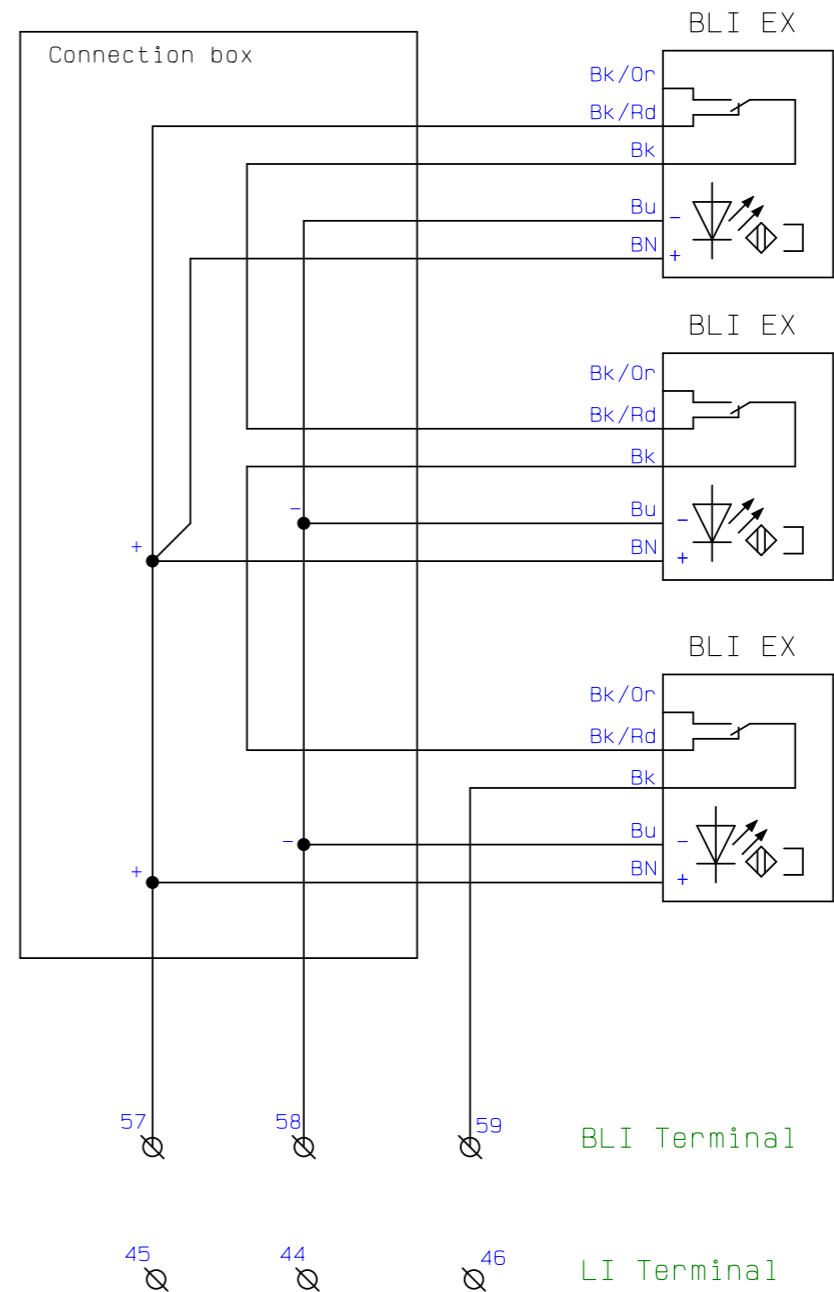 BLI EX
Connection box
Bk/Or
Bk/Rd
Bk
Bu -
BN +
BLI EX
Bk/Or
Bk/Rd
Bk
- Bu -
+ BN +
BLI EX
Bk/Or
Bk/Rd
Bk
- Bu -
+ BN +
57 58 59 BLI Terminal
45 44 46 LI Terminal